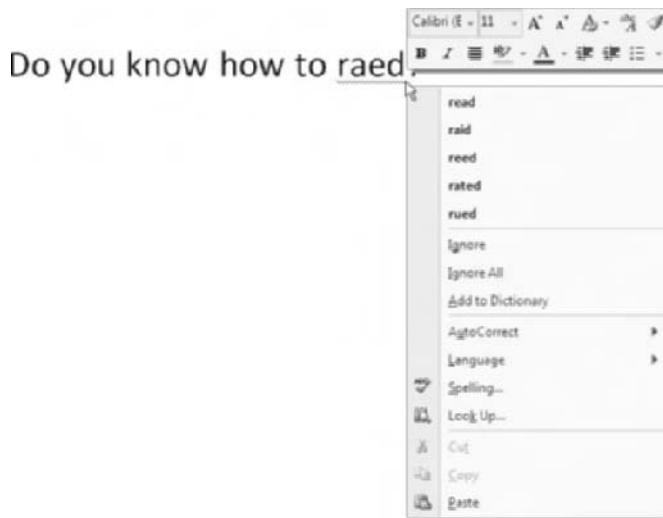 Calibri (E 11 A A A
B I A
Do you know how to raed
read
raid
reed
rated
rued
Ignore
Ignore All
Add to Dictionary
AutoCorrect
Language
Spelling...
Look Up...
Cut
Copy
Paste